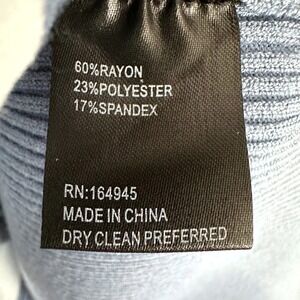 60%RAYON
23%POLYESTER
17%SPANDEX
RN:164945
MADE IN CHINA
DRY CLEAN PREFERRED